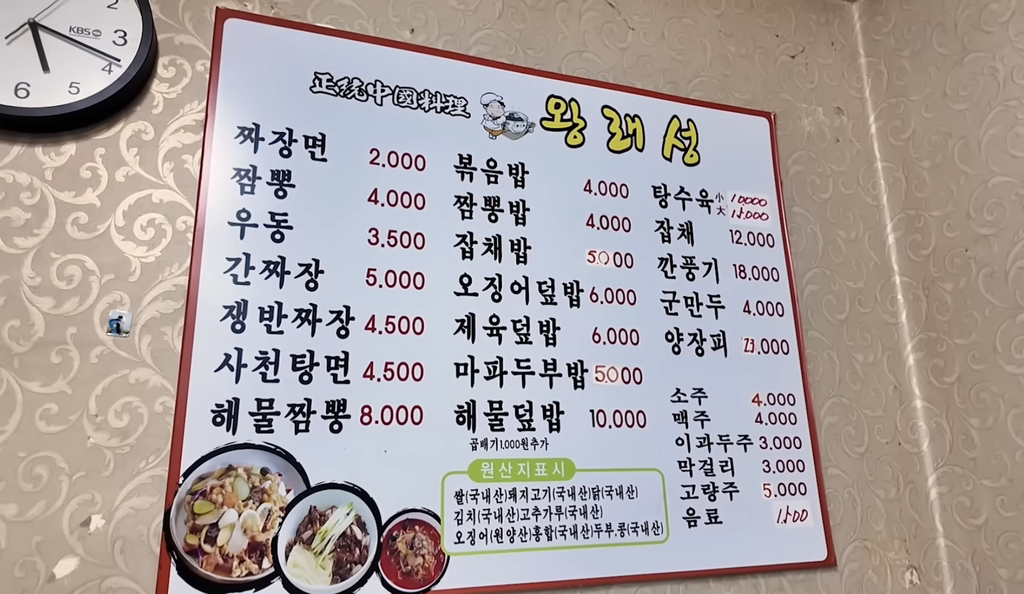 2
3
4
5
6
KBS
正統中國料理
왕래성
짜장면 2.000
짬뽕 4.000
우동 3.500
간짜장 5.000
쟁반짜장 4.500
사천탕면 4.500
해물짬뽕 8.000
볶음밥 4.000
짬뽕밥 4.000
잡채밥 5.000
오징어덮밥 6.000
제육덮밥 6.000
마파두부밥 5.000
해물덮밥 10.000
곱배기1.000원추가
탕수육 小 10,000
大 15,000
잡채 12.000
깐풍기 18.000
군만두 4.000
양장피 23.000
소주 4.000
맥주 4.000
이과두주 3.000
막걸리 3.000
고량주 5.000
음료 1,500
원산지표시
쌀(국내산)돼지고기(국내산)닭(국내산)
김치(국내산)고추가루(국내산)
오징어(원양산)홍합(국내산)두부.콩(국내산)